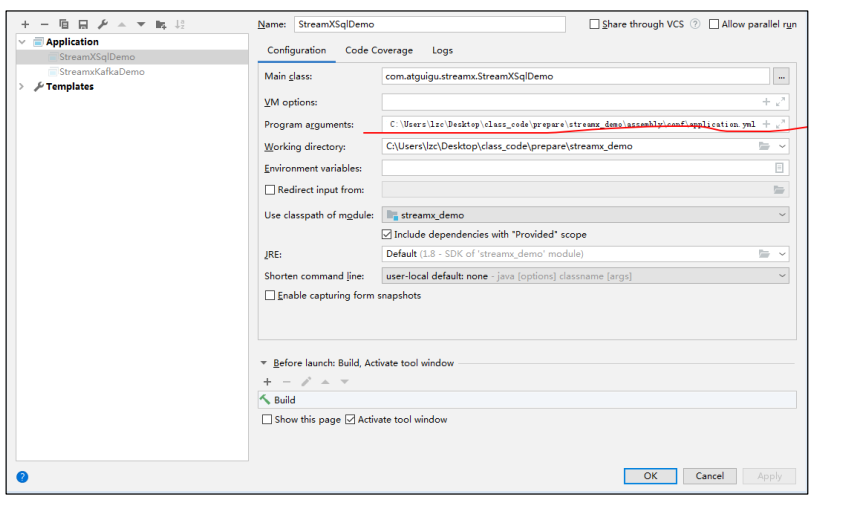 Name: StreamXSqlDemo
Share through VCS ? Allow parallel run
Application
StreamXSqlDemo
StreamxKafkaDemo
Templates
Configuration Code Coverage Logs
Main class: com.atguigu.streamx.StreamXSqlDemo ...
VM options:
Program arguments: C:\Users\lzc\Desktop\class_code\prepare\streamx_demo\assembly\conf\application.yml
Working directory: C:\Users\lzc\Desktop\class_code\prepare\streamx_demo
Environment variables:
Redirect input from:
Use classpath of module: streamx_demo
Include dependencies with "Provided" scope
JRE: Default (1.8 - SDK of 'streamx_demo' module)
Shorten command line: user-local default: none - java [options] classname [args]
Enable capturing form snapshots
Before launch: Build, Activate tool window
Build
Show this page Activate tool window
? OK Cancel Apply